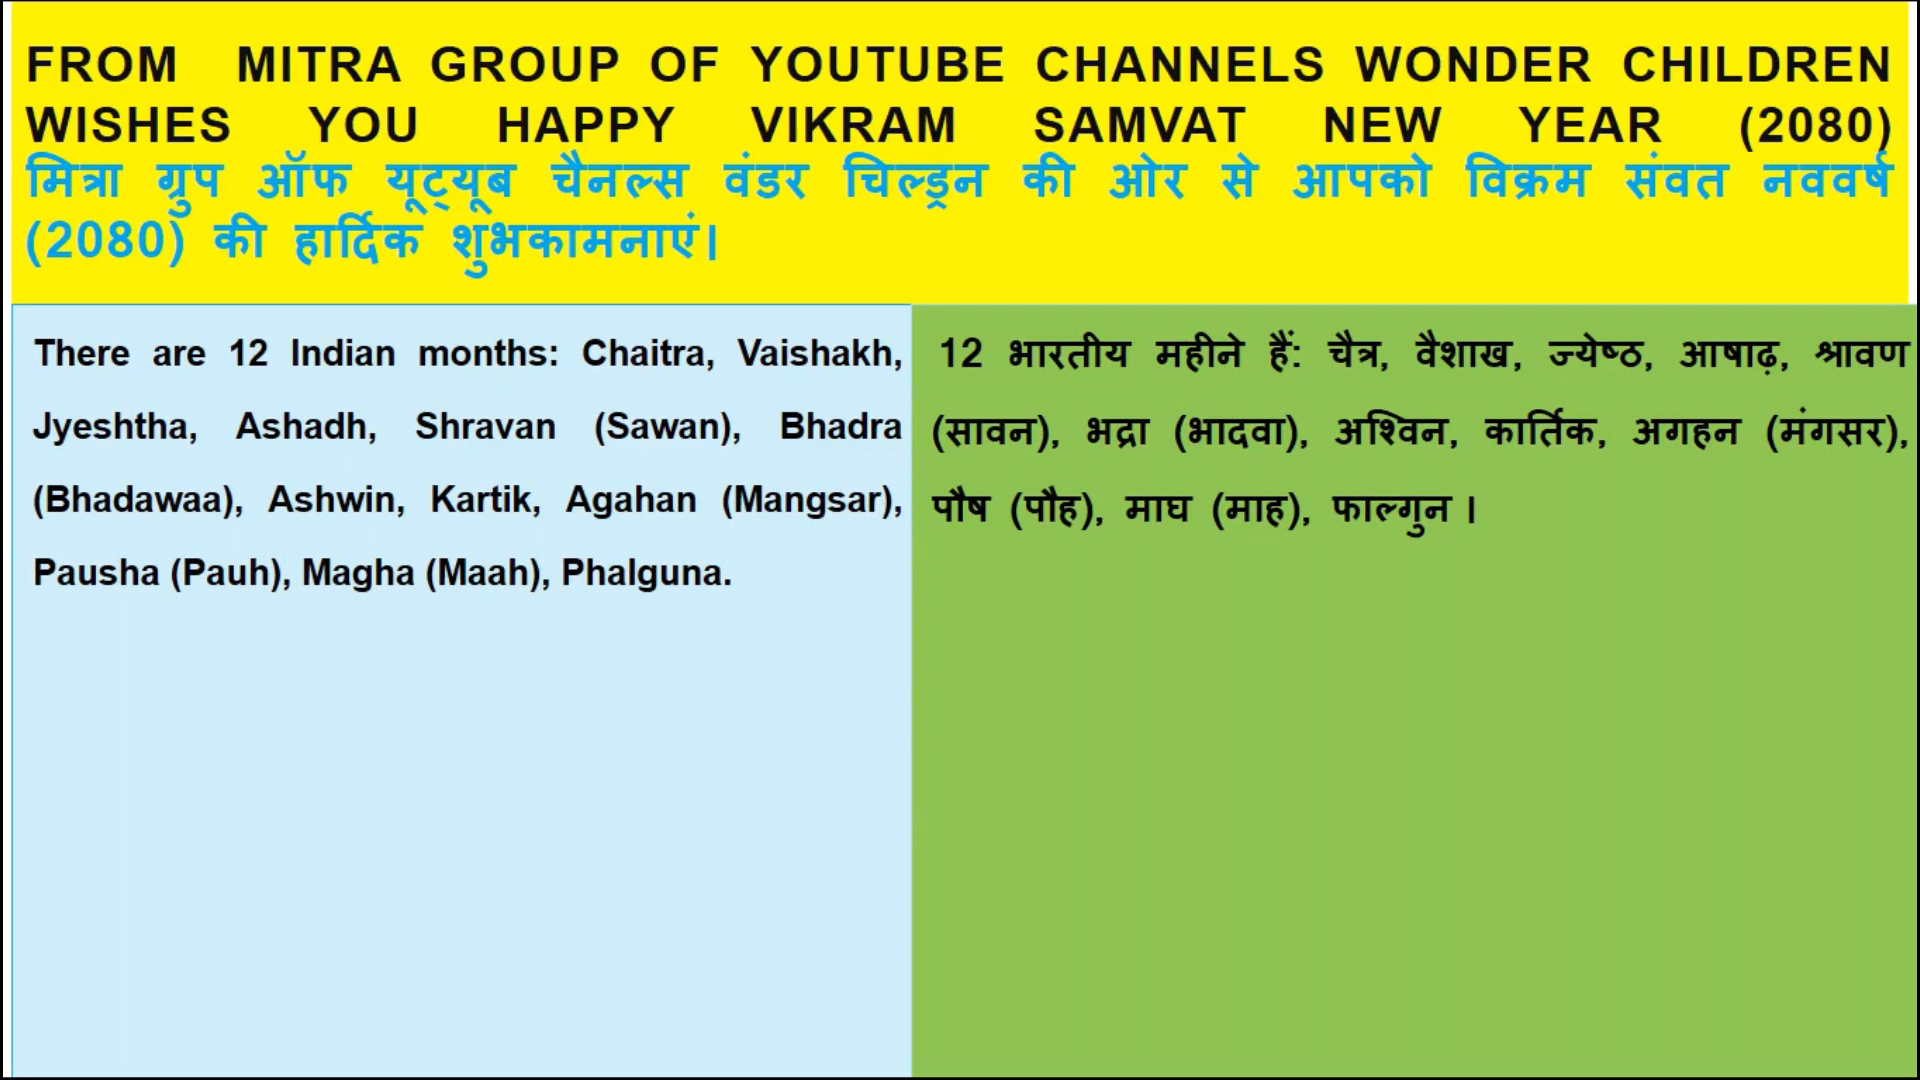 FROM MITRA GROUP OF YOUTUBE CHANNELS WONDER CHILDREN
WISHES YOU HAPPY VIKRAM SAMVAT NEW YEAR (2080)
मित्रा ग्रुप ऑफ यूट्यूब चैनल्स वंडर चिल्ड्रन की ओर से आपको विक्रम संवत नववर्ष
(2080) की हार्दिक शुभकामनाएं।
There are 12 Indian months: Chaitra, Vaishakh,
Jyeshtha, Ashadh, Shravan (Sawan), Bhadra
(Bhadawaa), Ashwin, Kartik, Agahan (Mangsar),
Pausha (Pauh), Magha (Maah), Phalguna.
12 भारतीय महीने हैं: चैत्र, वैशाख, ज्येष्ठ, आषाढ़, श्रावण
(सावन), भद्रा (भादवा), अश्विन, कार्तिक, अगहन (मंगसर),
पौष (पौह), माघ (माह), फाल्गुन ।